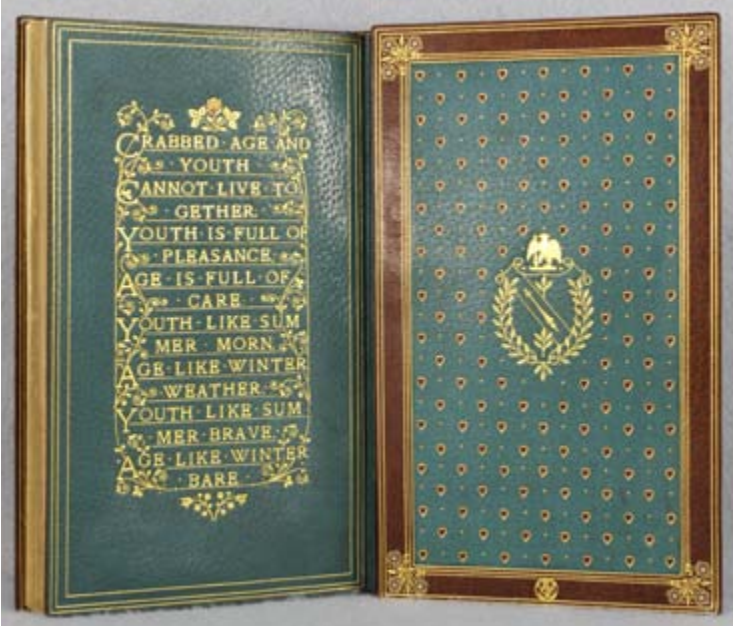 CRABBED · AGE AND
· YOUTH
CANNOT · LIVE · TO
GETHER
YOUTH · IS · FULL OF
· PLEASANCE
AGE · IS · FULL · OF
· CARE ·
YOUTH · LIKE SUM
MER · MORN
AGE · LIKE · WINTER
· WEATHER ·
YOUTH · LIKE · SUM
· MER · BRAVE ·
AGE · LIKE · WINTER
· BARE ·